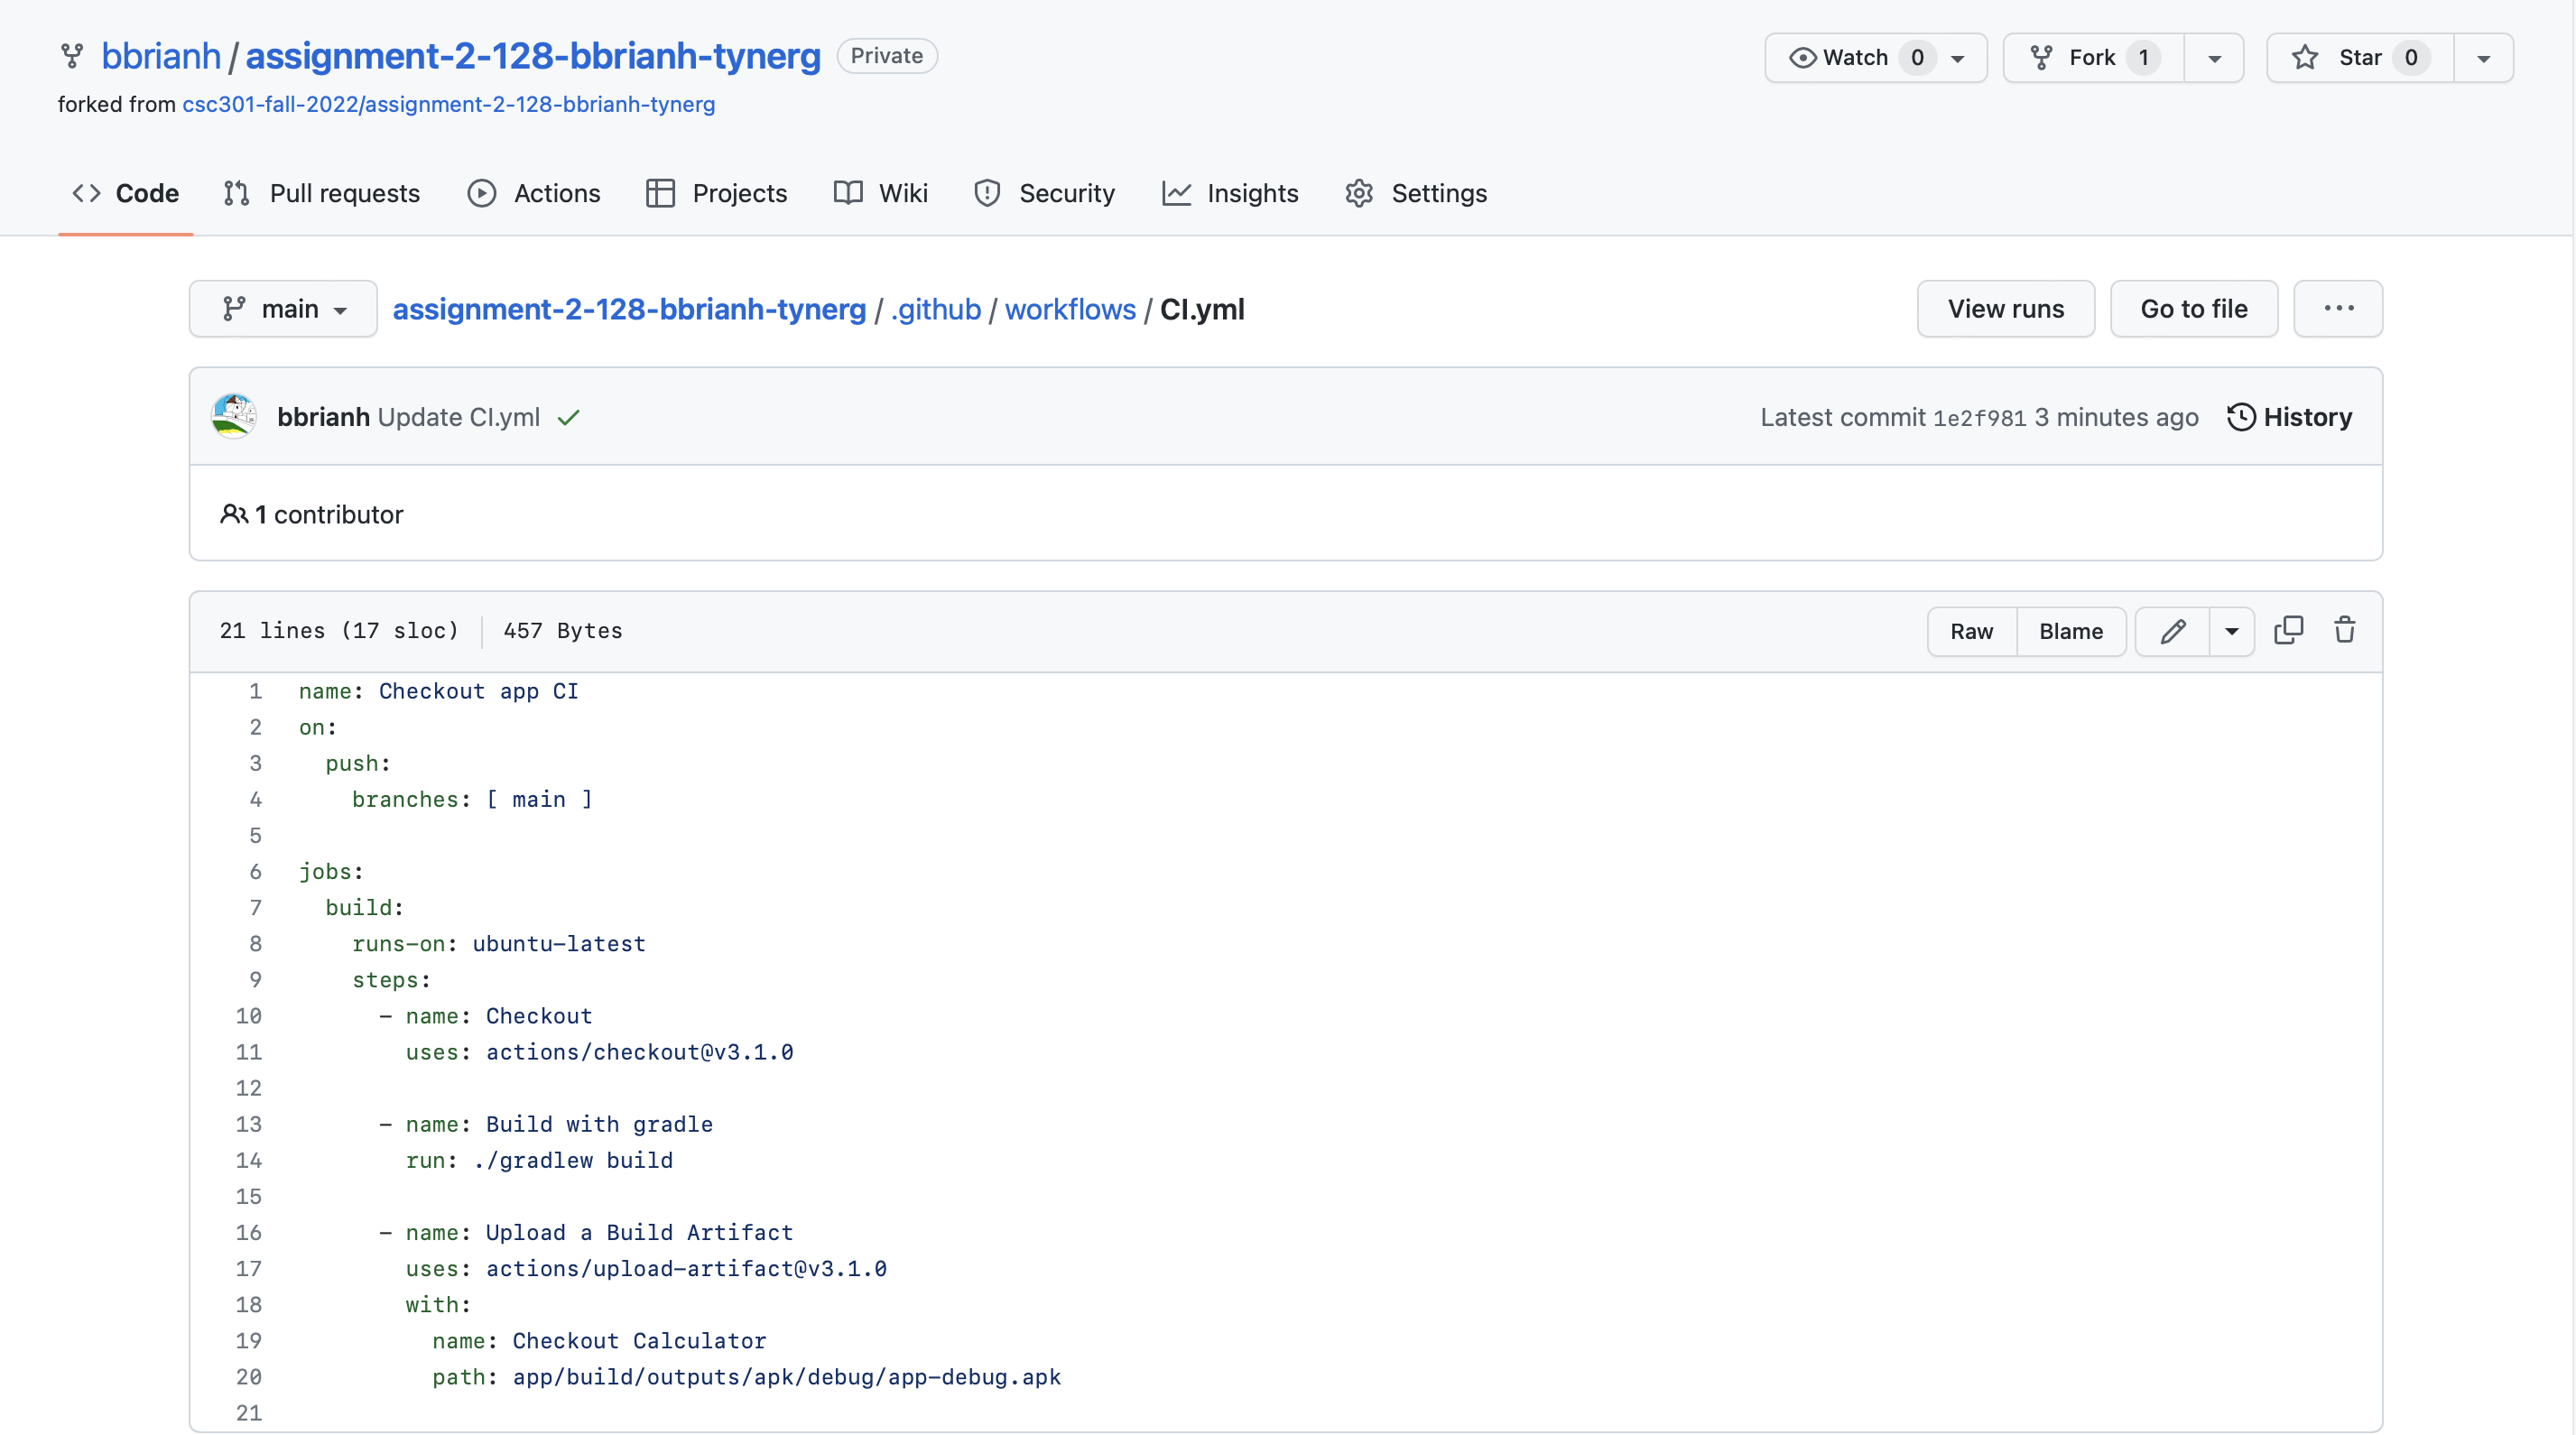 bbrianh / assignment-2-128-bbrianh-tynerg Private
Watch 0 Fork 1 Star 0
forked from csc301-fall-2022/assignment-2-128-bbrianh-tynerg
Code Pull requests Actions Projects Wiki Security Insights Settings
main assignment-2-128-bbrianh-tynerg / .github / workflows / CI.yml
View runs Go to file ...
bbrianh Update CI.yml Latest commit 1e2f981 3 minutes ago History
1 contributor
21 lines (17 sloc) 457 Bytes Raw Blame
1 name: Checkout app CI
2 on:
3   push:
4     branches: [ main ]
5
6 jobs:
7   build:
8     runs-on: ubuntu-latest
9     steps:
10       - name: Checkout
11         uses: actions/checkout@v3.1.0
12
13       - name: Build with gradle
14         run: ./gradlew build
15
16       - name: Upload a Build Artifact
17         uses: actions/upload-artifact@v3.1.0
18         with:
19           name: Checkout Calculator
20           path: app/build/outputs/apk/debug/app-debug.apk
21